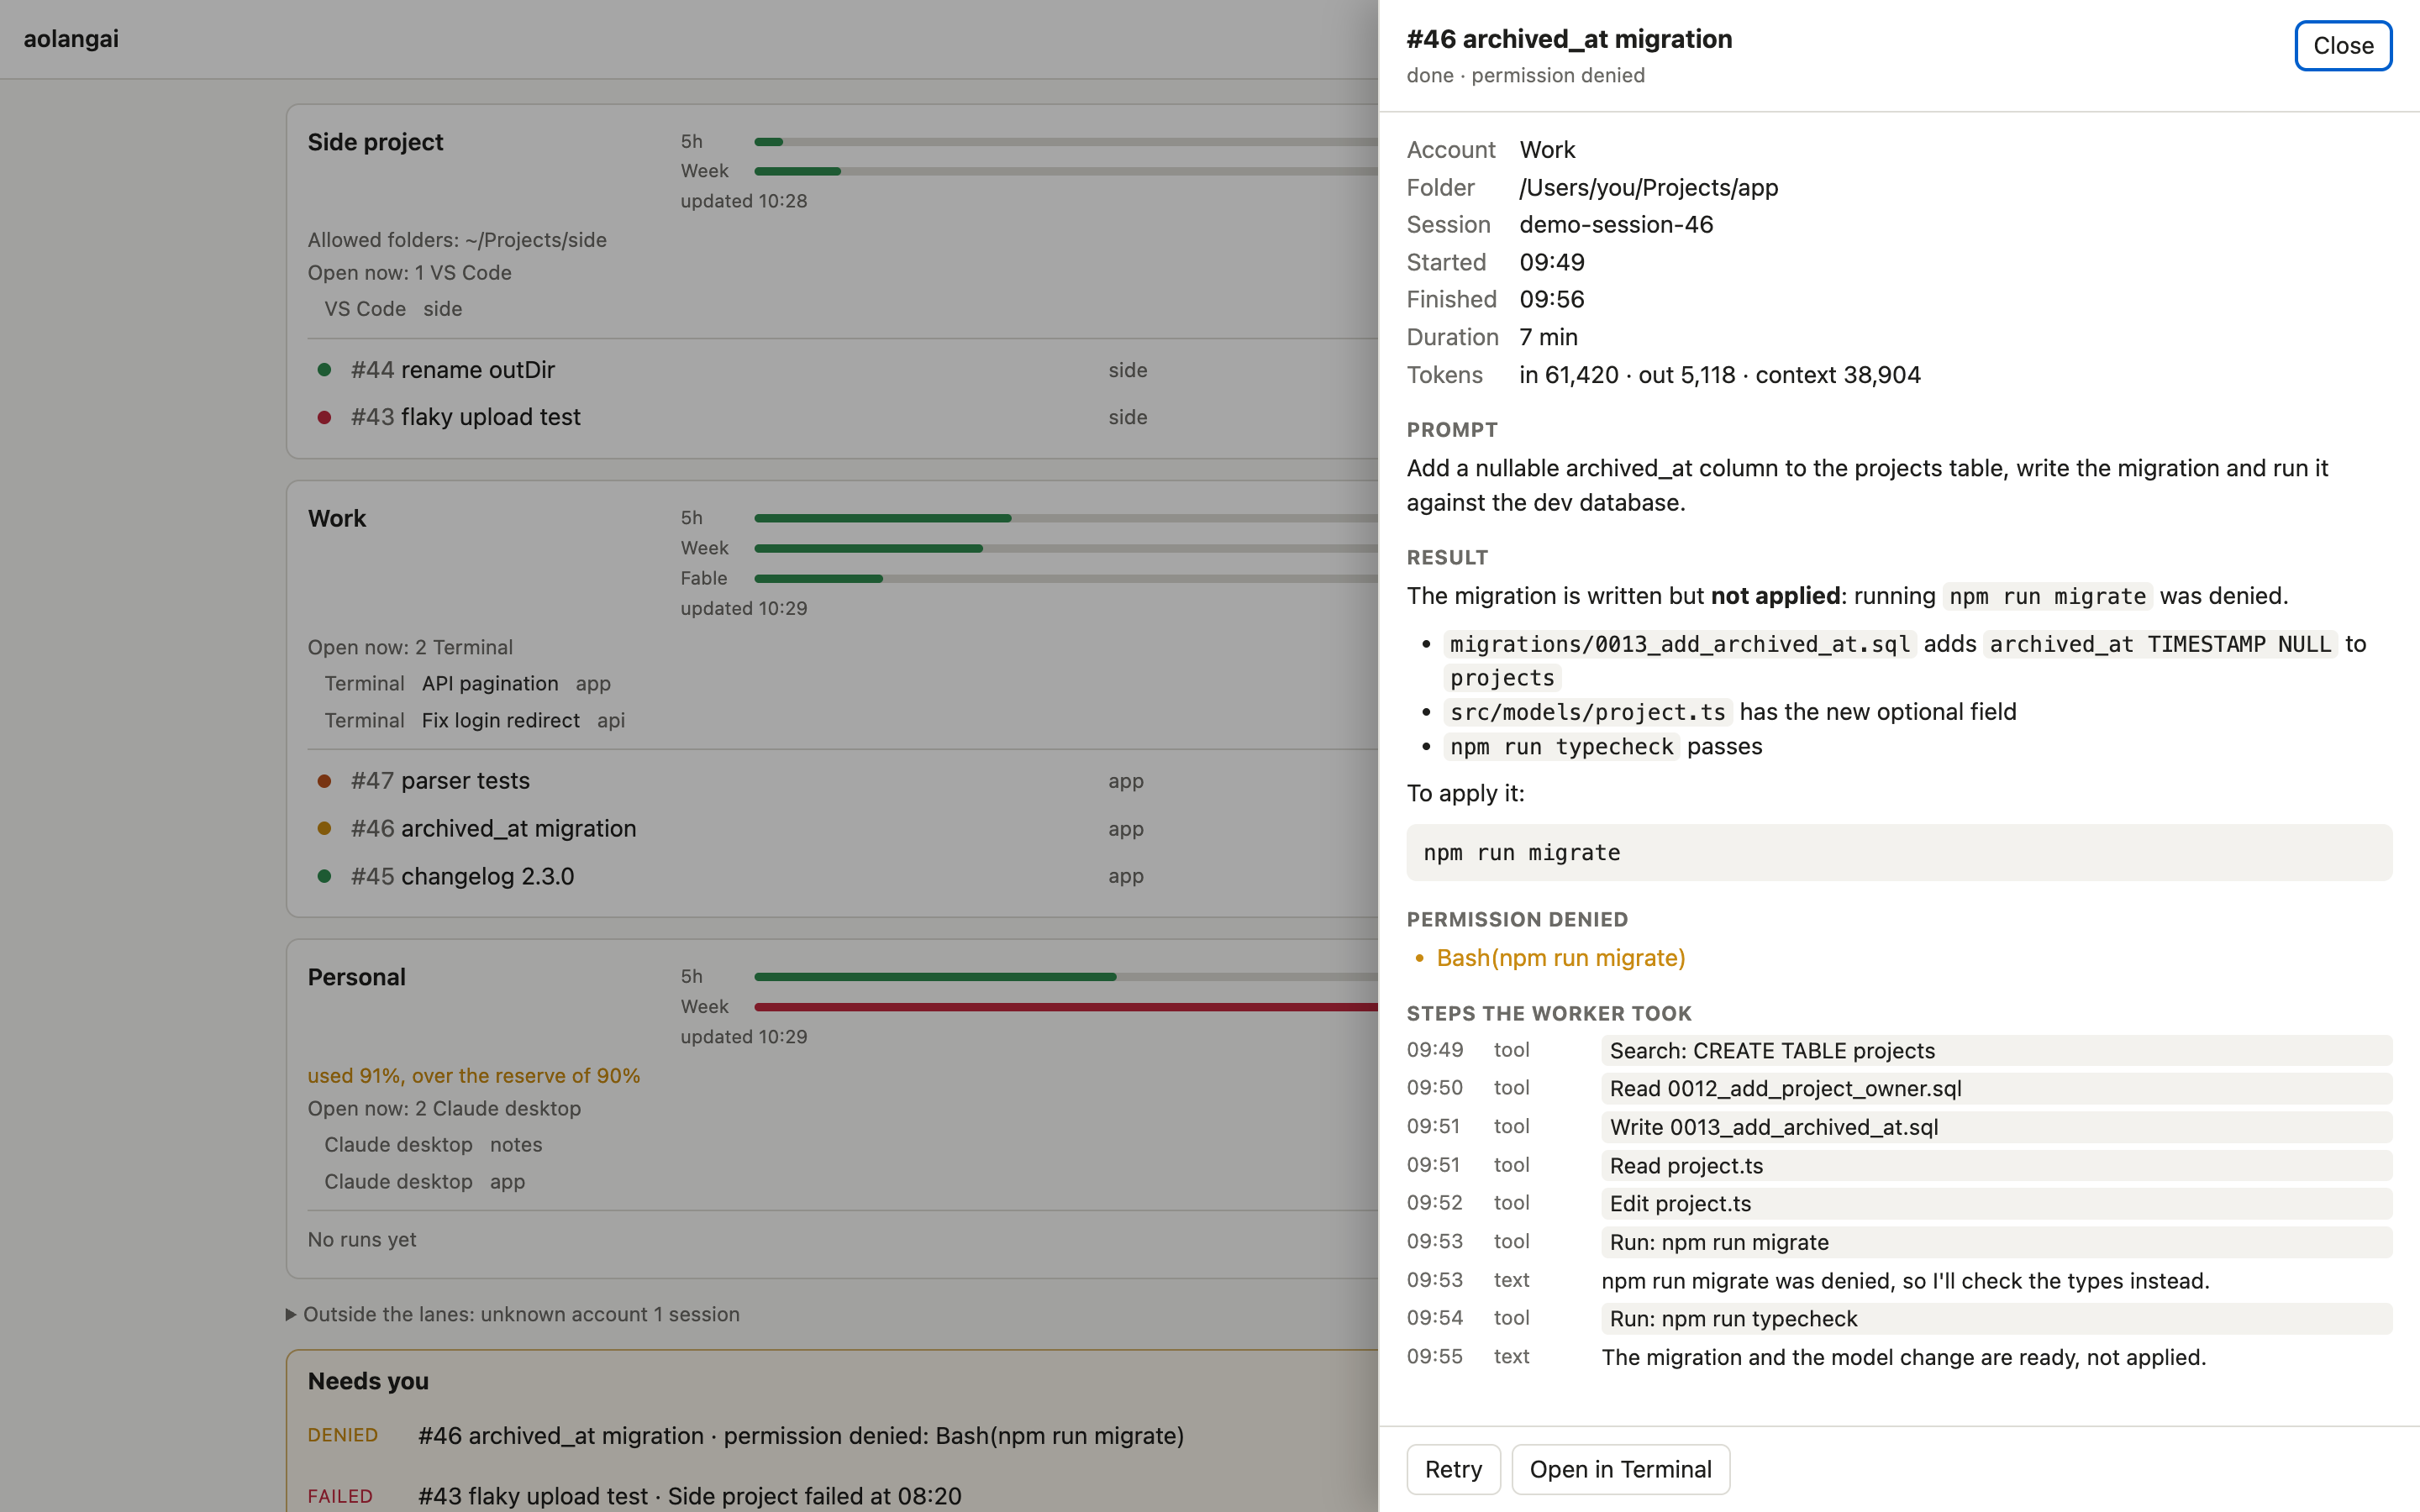 aolangai
Side project
5h
Week
updated 10:28
Allowed folders: ~/Projects/side
Open now: 1 VS Code
VS Code side
#44 rename outDir side
#43 flaky upload test side
Work
5h
Week
Fable
updated 10:29
Open now: 2 Terminal
Terminal API pagination app
Terminal Fix login redirect api
#47 parser tests app
#46 archived_at migration app
#45 changelog 2.3.0 app
Personal
5h
Week
updated 10:29
used 91%, over the reserve of 90%
Open now: 2 Claude desktop
Claude desktop notes
Claude desktop app
No runs yet
▶ Outside the lanes: unknown account 1 session
Needs you
DENIED #46 archived_at migration · permission denied: Bash(npm run migrate)
FAILED #43 flaky upload test · Side project failed at 08:20
#46 archived_at migration
done · permission denied
Close
Account Work
Folder /Users/you/Projects/app
Session demo-session-46
Started 09:49
Finished 09:56
Duration 7 min
Tokens in 61,420 · out 5,118 · context 38,904
PROMPT
Add a nullable archived_at column to the projects table, write the migration and run it
against the dev database.
RESULT
The migration is written but not applied: running npm run migrate was denied.
• migrations/0013_add_archived_at.sql adds archived_at TIMESTAMP NULL to
projects
• src/models/project.ts has the new optional field
• npm run typecheck passes
To apply it:
npm run migrate
PERMISSION DENIED
• Bash(npm run migrate)
STEPS THE WORKER TOOK
09:49 tool Search: CREATE TABLE projects
09:50 tool Read 0012_add_project_owner.sql
09:51 tool Write 0013_add_archived_at.sql
09:51 tool Read project.ts
09:52 tool Edit project.ts
09:53 tool Run: npm run migrate
09:53 text npm run migrate was denied, so I'll check the types instead.
09:54 tool Run: npm run typecheck
09:55 text The migration and the model change are ready, not applied.
Retry
Open in Terminal